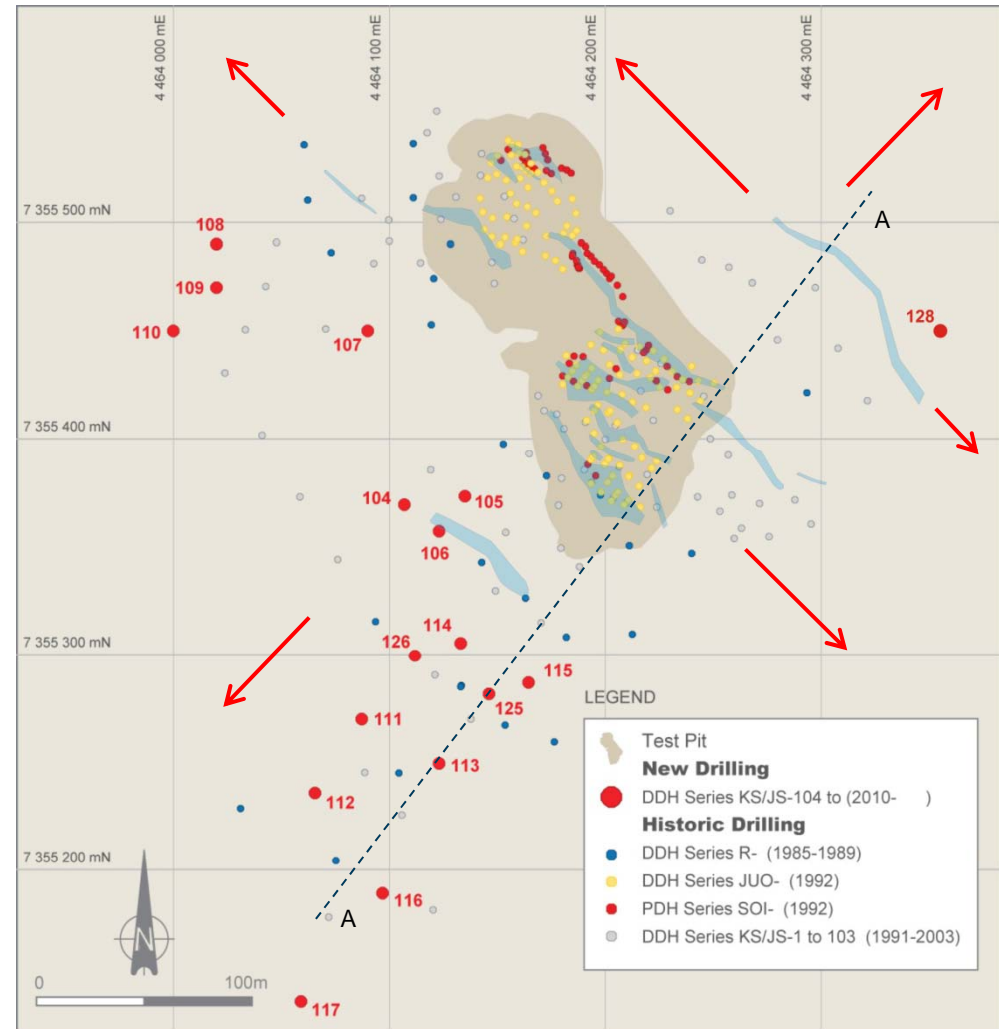 4 464 000 mE
4 464 100 mE
4 464 200 mE
4 464 300 mE
7 355 500 mN
108
A
109
110
107
128
7 355 400 mN
104
105
106
7 355 300 mN
114
126
115
LEGEND
125
111
Test Pit
New Drilling
113
DDH Series KS/JS-104 to (2010- )
112
Historic Drilling
DDH Series R- (1985-1989)
7 355 200 mN
DDH Series JUO- (1992)
116
PDH Series SOI- (1992)
A
DDH Series KS/JS-1 to 103 (1991-2003)
N
0 100m
117